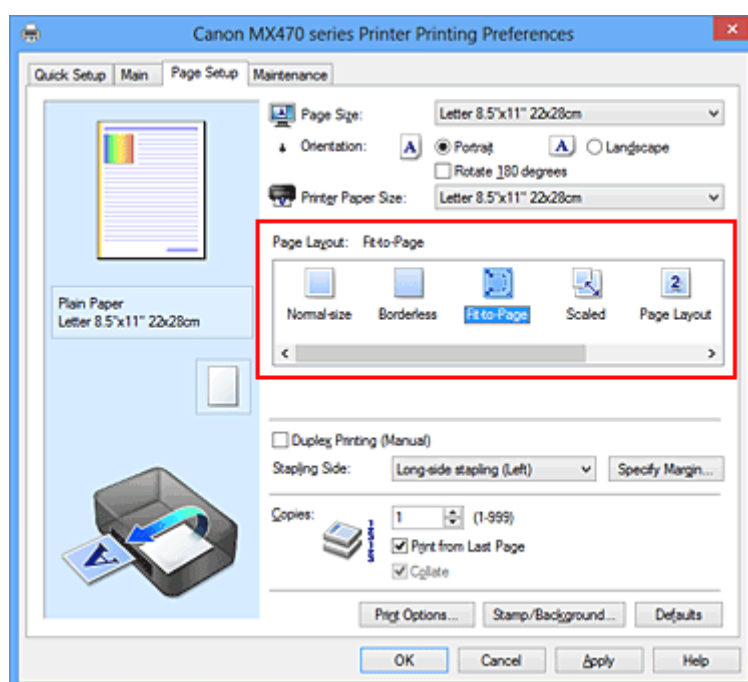 Canon MX470 series Printer Printing Preferences
Quick Setup Main Page Setup Maintenance
Page Size: Letter 8.5"x11" 22x28cm
Orientation: A Portrait A Landscape
Rotate 180 degrees
Printer Paper Size: Letter 8.5"x11" 22x28cm
Page Layout: Fit-to-Page
2
Normal-size Borderless Fit-to-Page Scaled Page Layout
Plain Paper
Letter 8.5"x11" 22x28cm
Duplex Printing (Manual)
Stapling Side: Long-side stapling (Left) Specify Margin...
Copies: 1 (1-999)
Print from Last Page
Collate
A
Print Options... Stamp/Background... Defaults
OK Cancel Apply Help